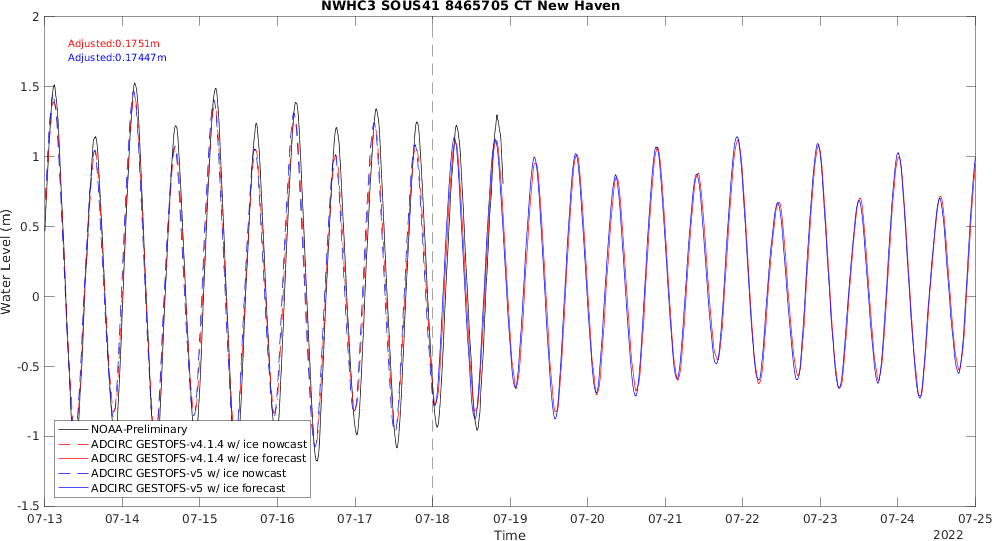 NWHC3 SOUS41 8465705 CT New Haven
2
1.5
1
0.5
0
-0.5
-1
-1.5
Water Level (m)
Adjusted:0.1751m
Adjusted:0.17447m
NOAA-Preliminary
ADCIRC GESTOFS-v4.1.4 w/ ice nowcast
ADCIRC GESTOFS-v4.1.4 w/ ice forecast
ADCIRC GESTOFS-v5 w/ ice nowcast
ADCIRC GESTOFS-v5 w/ ice forecast
07-13 07-14 07-15 07-16 07-17 07-18 07-19 07-20 07-21 07-22 07-23 07-24 07-25
Time
2022